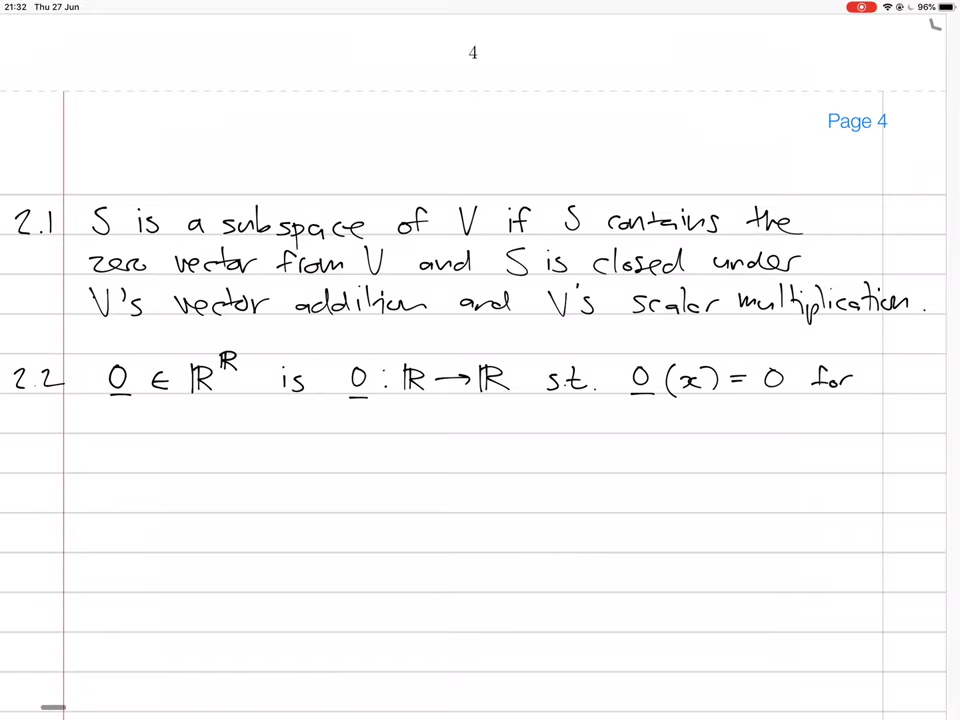 21:32 Thu 27 Jun 96%
4
Page 4
2.1 S is a subspace of V if S contains the
zero vector from V and S is closed under
V's vector addition and V's scalar multiplication.
2.2 0̲ ∈ ℝ^ℝ is 0̲ : ℝ → ℝ s.t. 0̲(x) = 0 for